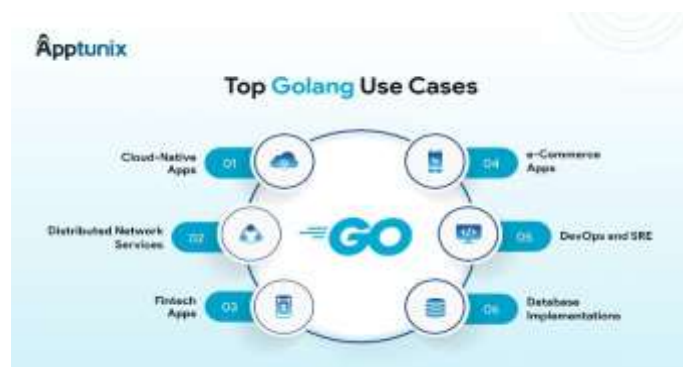 Apptunix
Top Golang Use Cases
Cloud-Native
Apps
01
Distributed Network
Services
02
Fintech
Apps
03
GO
04
e-Commerce
Apps
05
DevOps and SRE
06
Database
Implementations